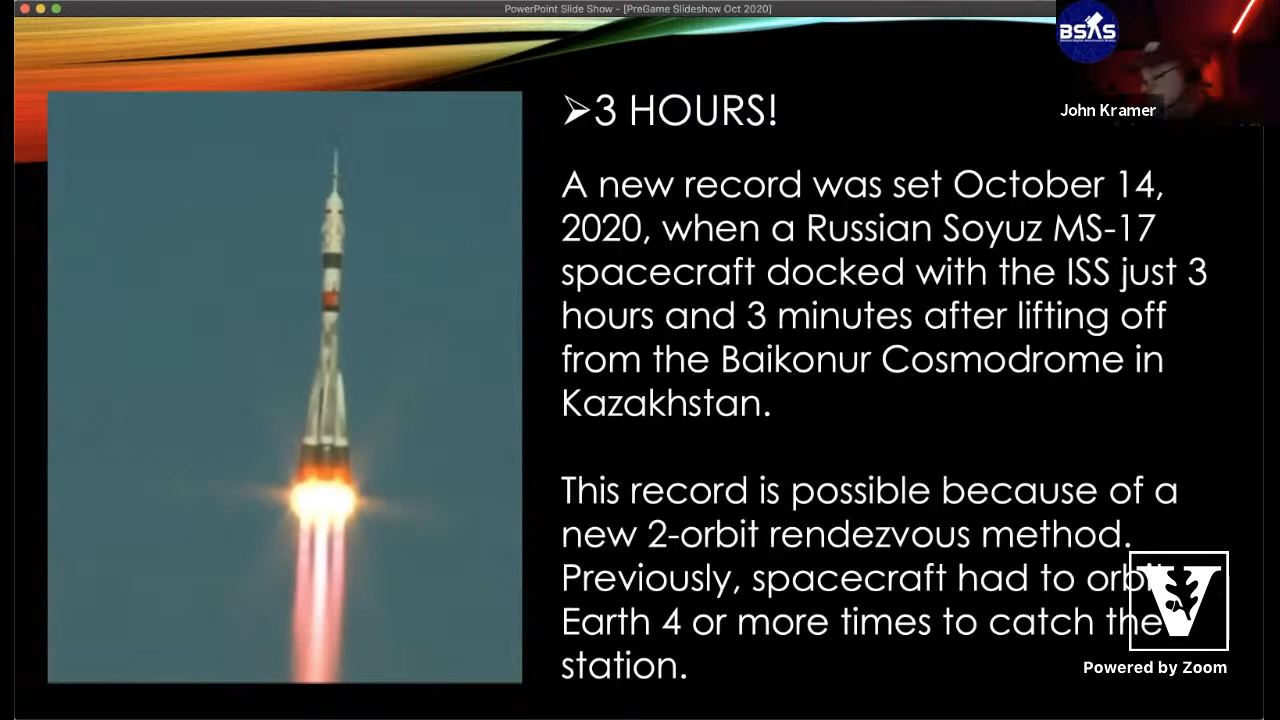 PowerPoint Slide Show - [PreGame Slideshow Oct 2020]
BSAS
John Kramer
➢3 HOURS!
A new record was set October 14,
2020, when a Russian Soyuz MS-17
spacecraft docked with the ISS just 3
hours and 3 minutes after lifting off
from the Baikonur Cosmodrome in
Kazakhstan.
This record is possible because of a
new 2-orbit rendezvous method.
Previously, spacecraft had to orbit
Earth 4 or more times to catch the
station.
V
Powered by Zoom